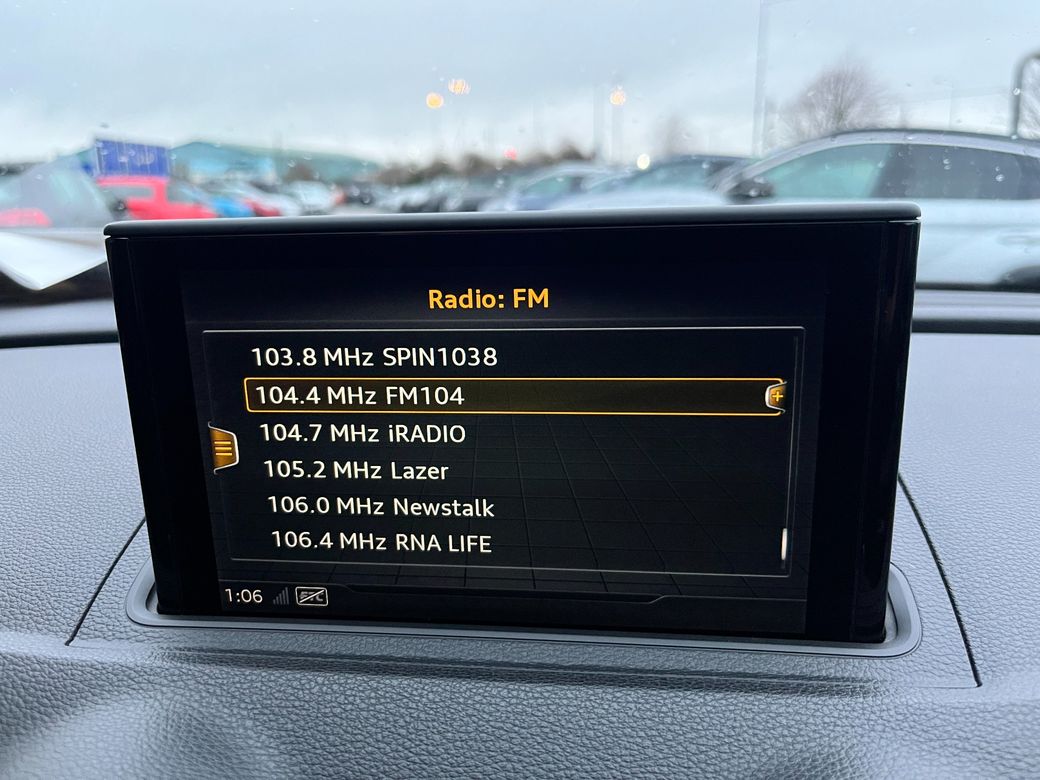 Radio: FM
103.8 MHz SPIN1038
104.4 MHz FM104
104.7 MHz iRADIO
105.2 MHz Lazer
106.0 MHz Newstalk
106.4 MHz RNA LIFE
1:06 ETC